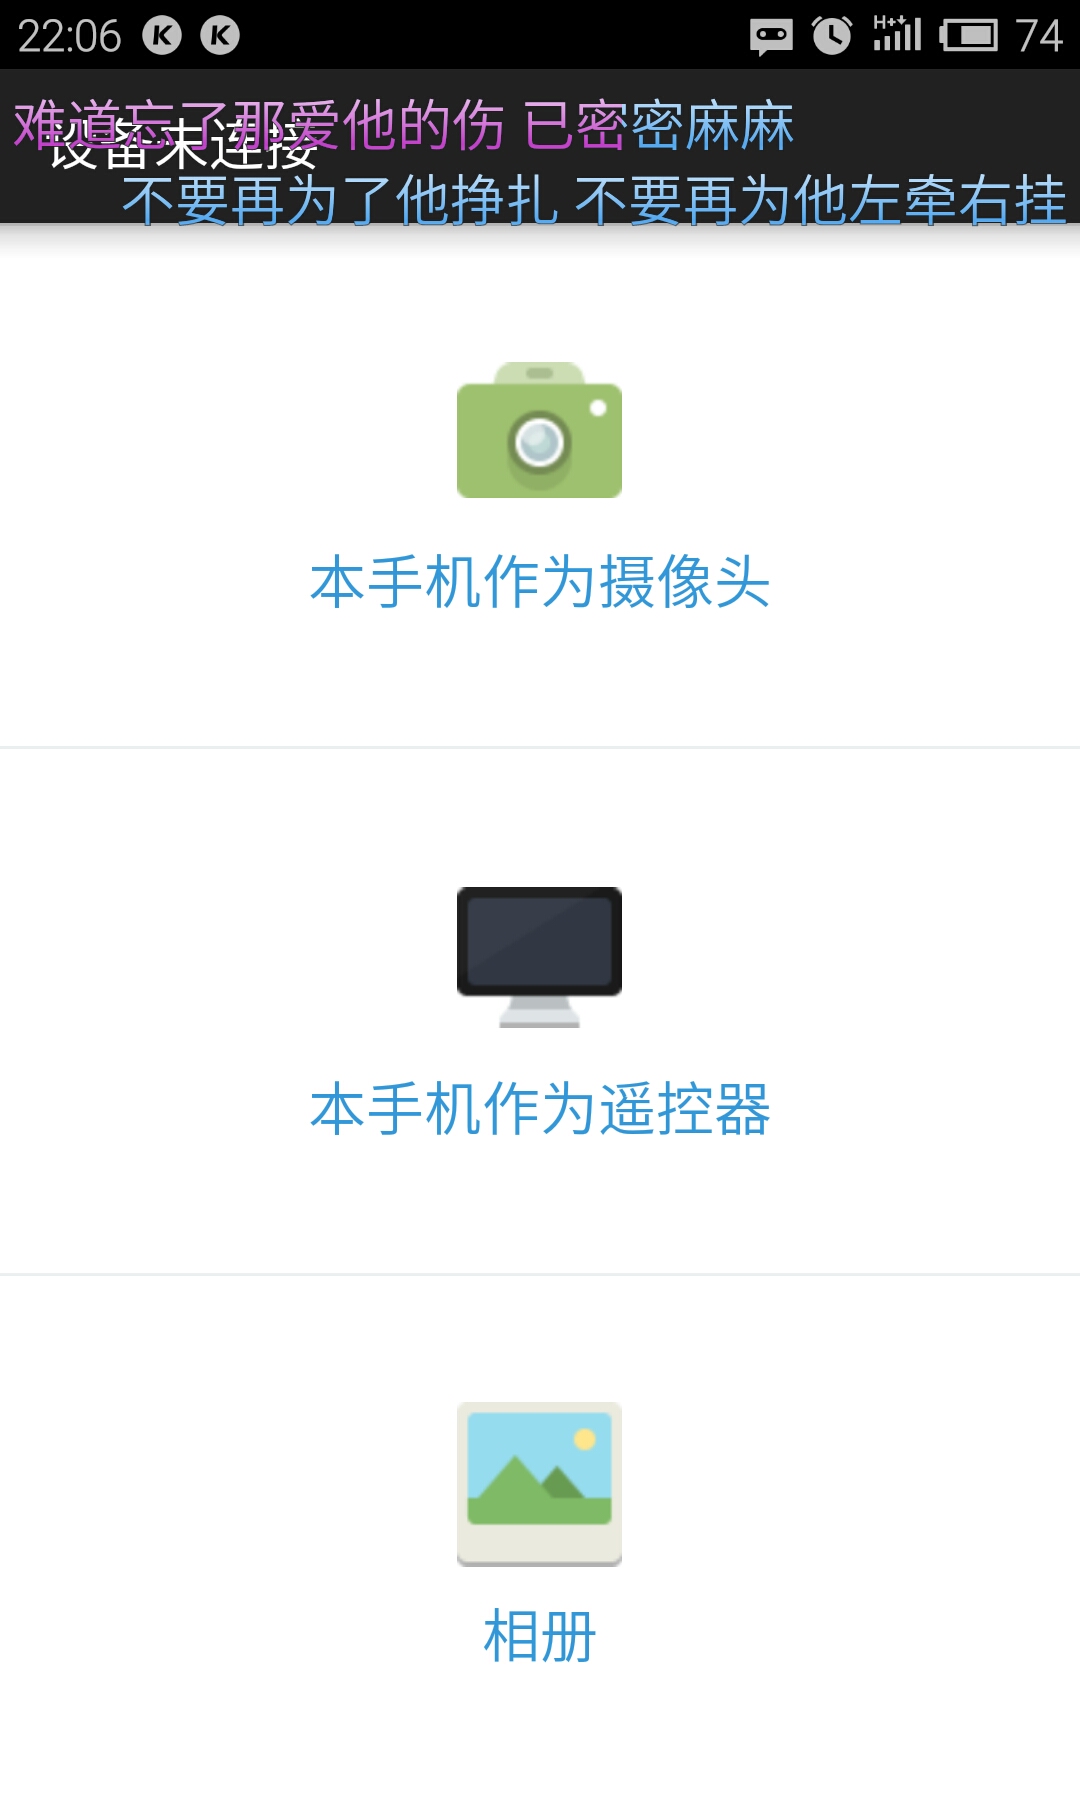 22:06 K K H+ 74
难道忘了那爱他的伤 已密密麻麻
设备未连接
不要再为了他挣扎 不要再为他左牵右挂
本手机作为摄像头
本手机作为遥控器
相册